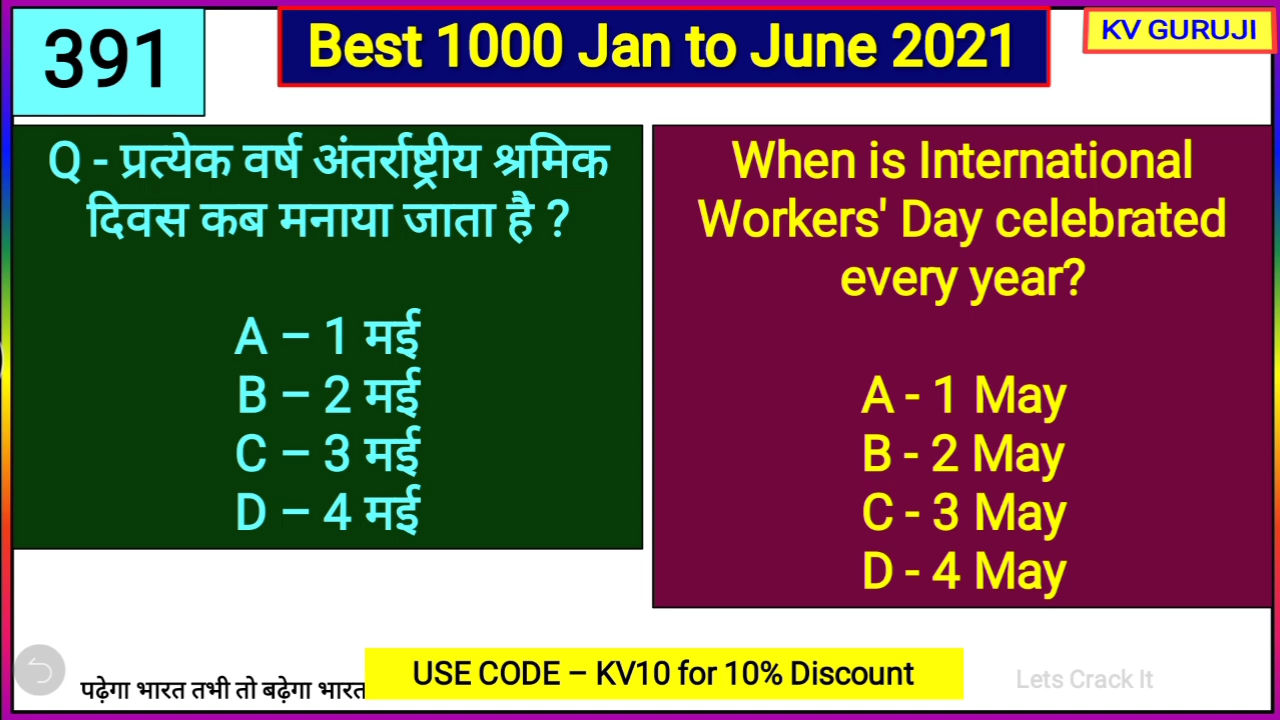 391
Best 1000 Jan to June 2021
KV GURUJI
Q - प्रत्येक वर्ष अंतर्राष्ट्रीय श्रमिक
दिवस कब मनाया जाता है ?
A – 1 मई
B – 2 मई
C – 3 मई
D – 4 मई
When is International
Workers' Day celebrated
every year?
A - 1 May
B - 2 May
C - 3 May
D - 4 May
पढ़ेगा भारत तभी तो बढ़ेगा भारत
USE CODE – KV10 for 10% Discount
Lets Crack It